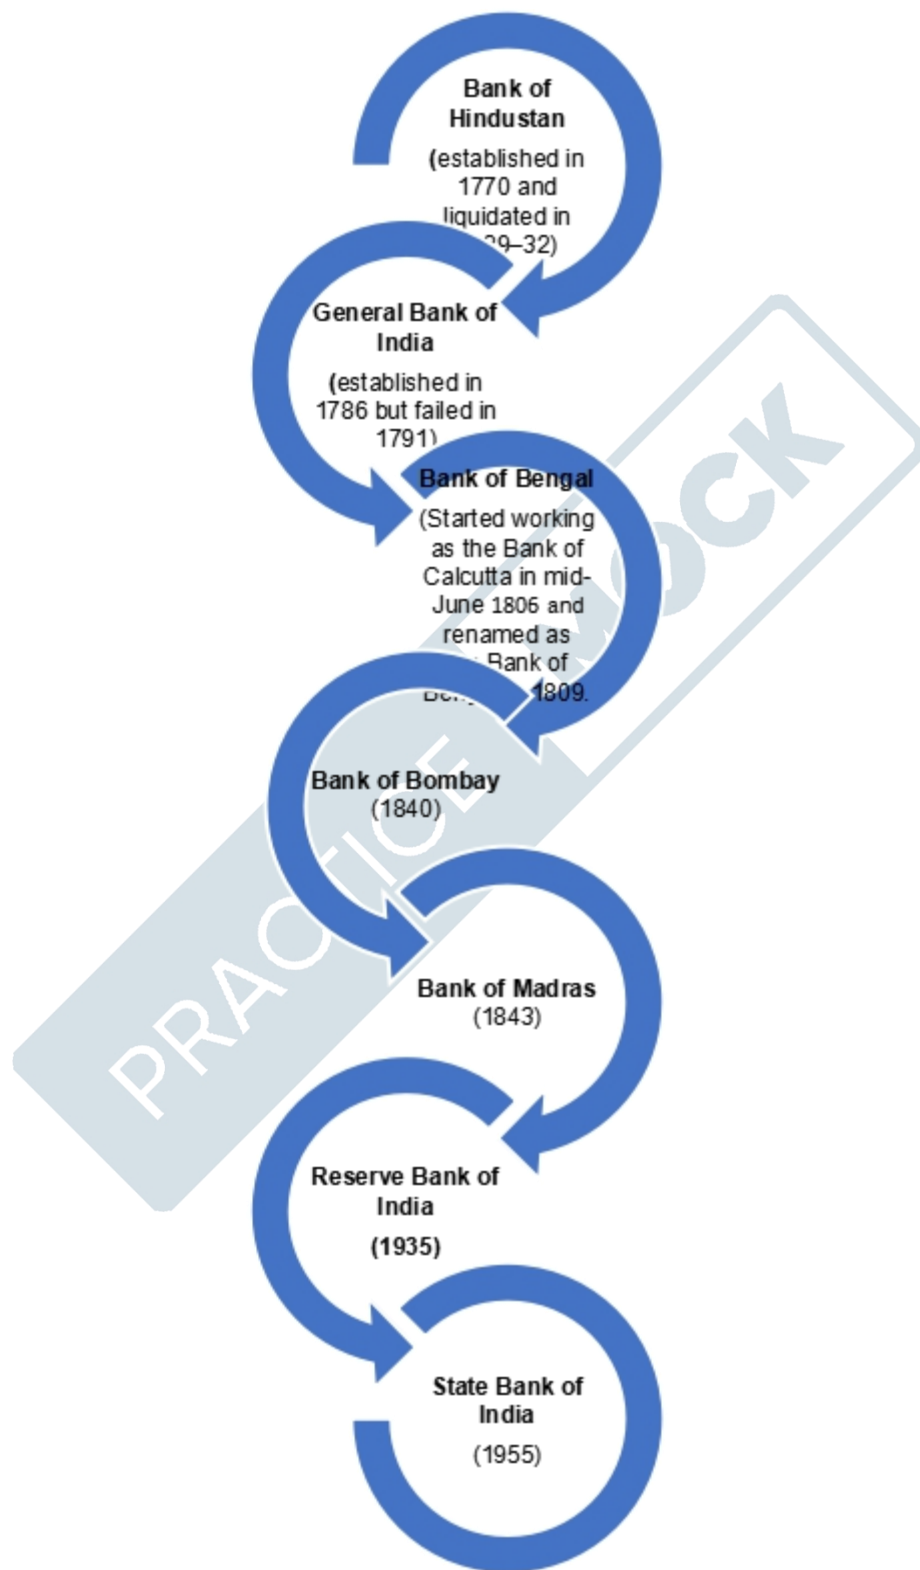 Bank of
Hindustan
(established in
1770 and
liquidated in
29–32)
General Bank of
India
(established in
1786 but failed in
1791)
Bank of Bengal
(Started working
as the Bank of
Calcutta in mid-
June 1806 and
renamed as
Bank of
1809.
Bank of Bombay
(1840)
Bank of Madras
(1843)
Reserve Bank of
India
(1935)
State Bank of
India
(1955)
PRACTICE
MOCK